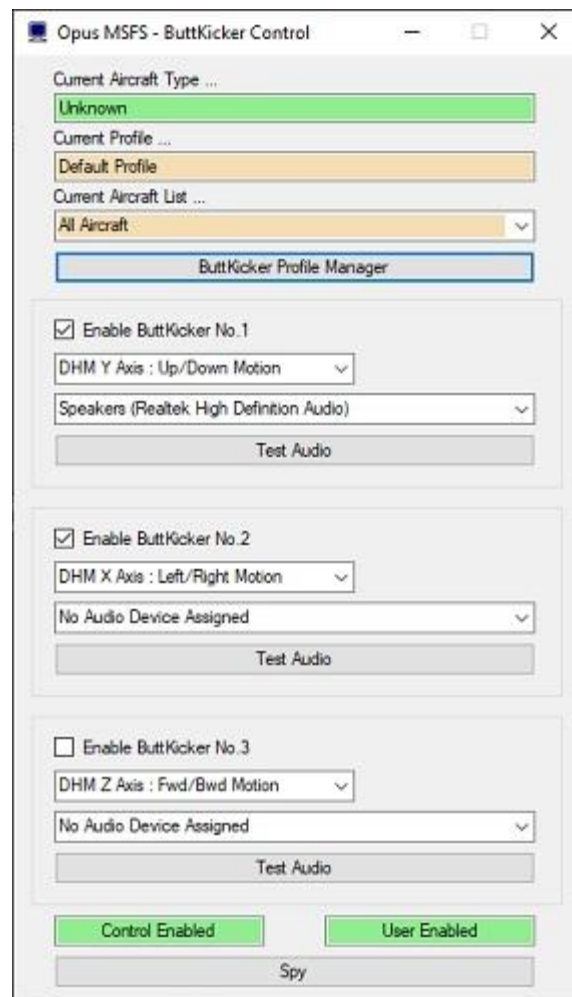 Opus MSFS - ButtKicker Control
Current Aircraft Type ...
Unknown
Current Profile ...
Default Profile
Current Aircraft List ...
All Aircraft
ButtKicker Profile Manager
Enable ButtKicker No.1
DHM Y Axis : Up/Down Motion
Speakers (Realtek High Definition Audio)
Test Audio
Enable ButtKicker No.2
DHM X Axis : Left/Right Motion
No Audio Device Assigned
Test Audio
Enable ButtKicker No.3
DHM Z Axis : Fwd/Bwd Motion
No Audio Device Assigned
Test Audio
Control Enabled User Enabled
Spy